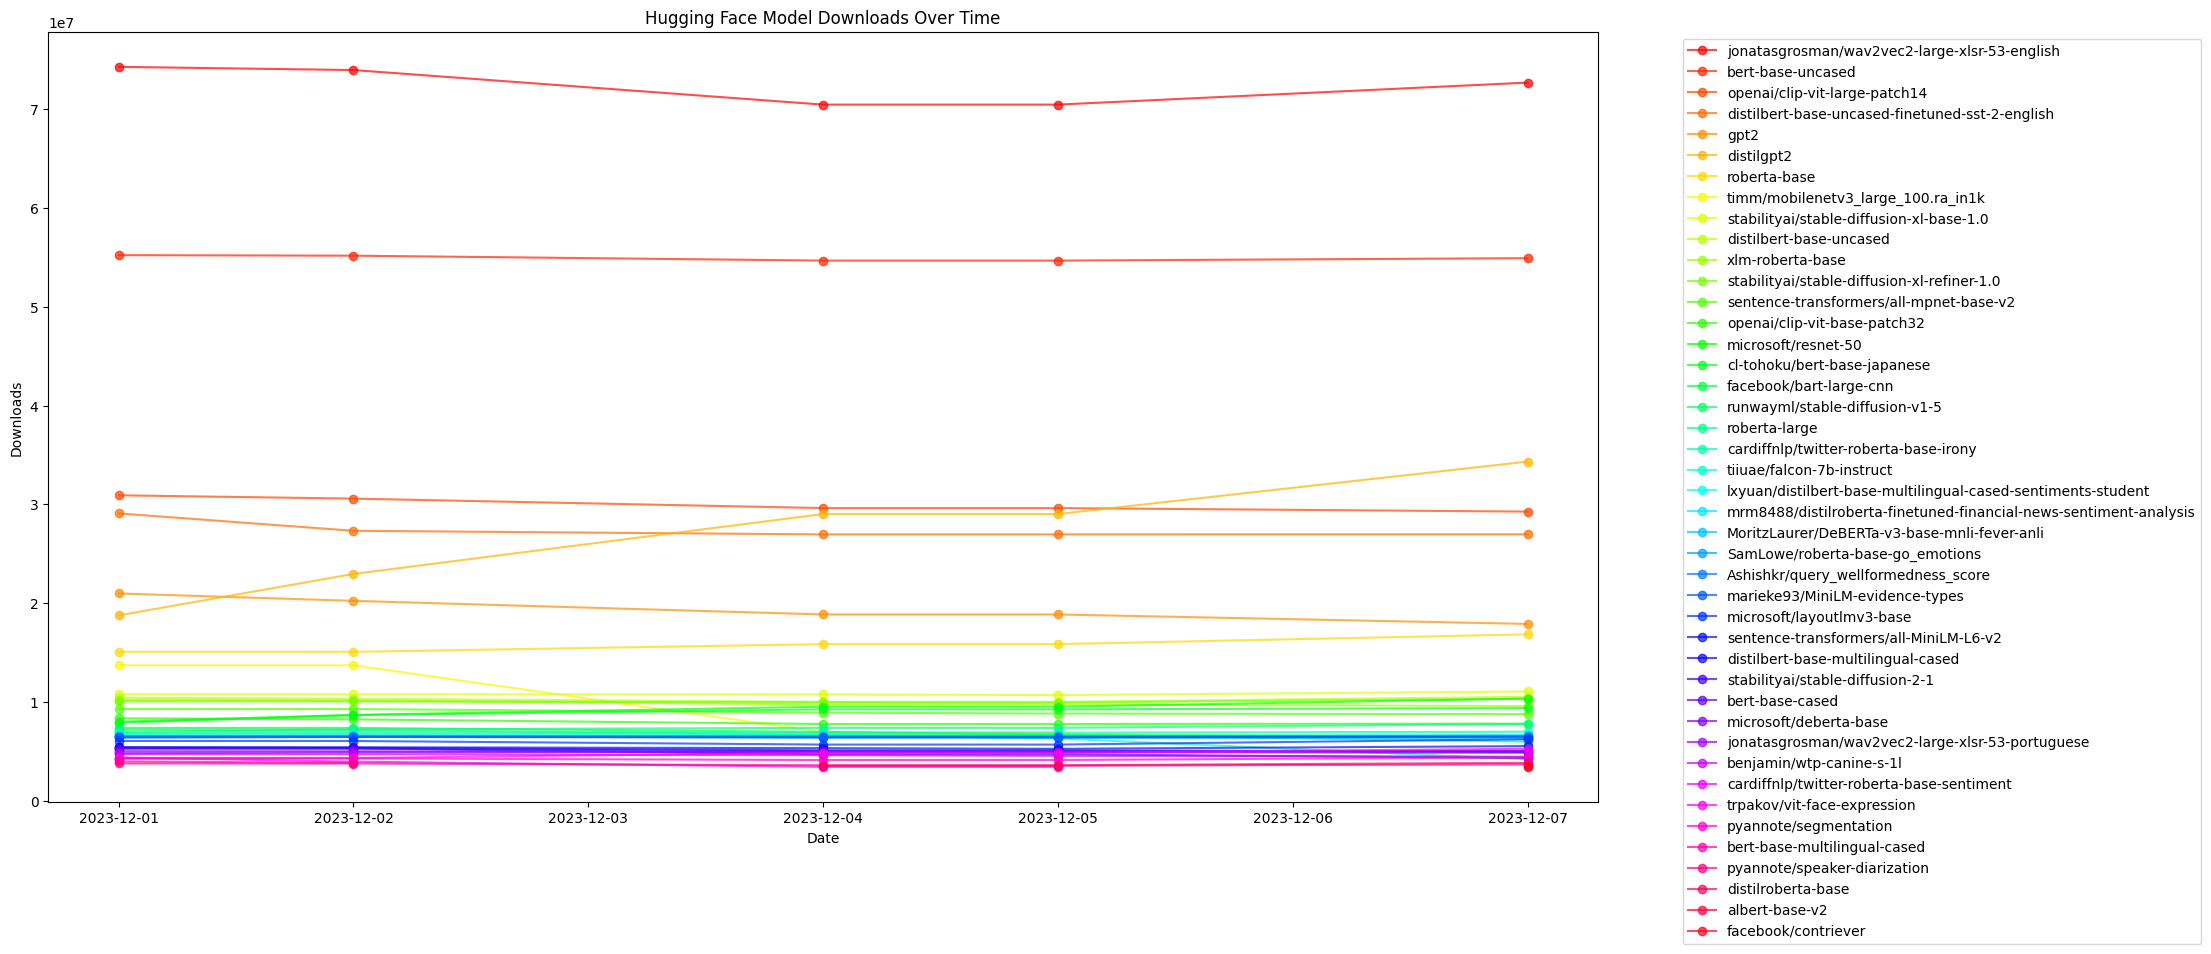 Hugging Face Model Downloads Over Time
1e7
7
6
5
4
3
2
1
0
Downloads
2023-12-01
2023-12-02
2023-12-03
2023-12-04
2023-12-05
2023-12-06
2023-12-07
Date
jonatasgrosman/wav2vec2-large-xlsr-53-english
bert-base-uncased
openai/clip-vit-large-patch14
distilbert-base-uncased-finetuned-sst-2-english
gpt2
distilgpt2
roberta-base
timm/mobilenetv3_large_100.ra_in1k
stabilityai/stable-diffusion-xl-base-1.0
distilbert-base-uncased
xlm-roberta-base
stabilityai/stable-diffusion-xl-refiner-1.0
sentence-transformers/all-mpnet-base-v2
openai/clip-vit-base-patch32
microsoft/resnet-50
cl-tohoku/bert-base-japanese
facebook/bart-large-cnn
runwayml/stable-diffusion-v1-5
roberta-large
cardiffnlp/twitter-roberta-base-irony
tiiuae/falcon-7b-instruct
lxyuan/distilbert-base-multilingual-cased-sentiments-student
mrm8488/distilroberta-finetuned-financial-news-sentiment-analysis
MoritzLaurer/DeBERTa-v3-base-mnli-fever-anli
SamLowe/roberta-base-go_emotions
Ashishkr/query_wellformedness_score
marieke93/MiniLM-evidence-types
microsoft/layoutlmv3-base
sentence-transformers/all-MiniLM-L6-v2
distilbert-base-multilingual-cased
stabilityai/stable-diffusion-2-1
bert-base-cased
microsoft/deberta-base
jonatasgrosman/wav2vec2-large-xlsr-53-portuguese
benjamin/wtp-canine-s-1l
cardiffnlp/twitter-roberta-base-sentiment
trpakov/vit-face-expression
pyannote/segmentation
bert-base-multilingual-cased
pyannote/speaker-diarization
distilroberta-base
albert-base-v2
facebook/contriever